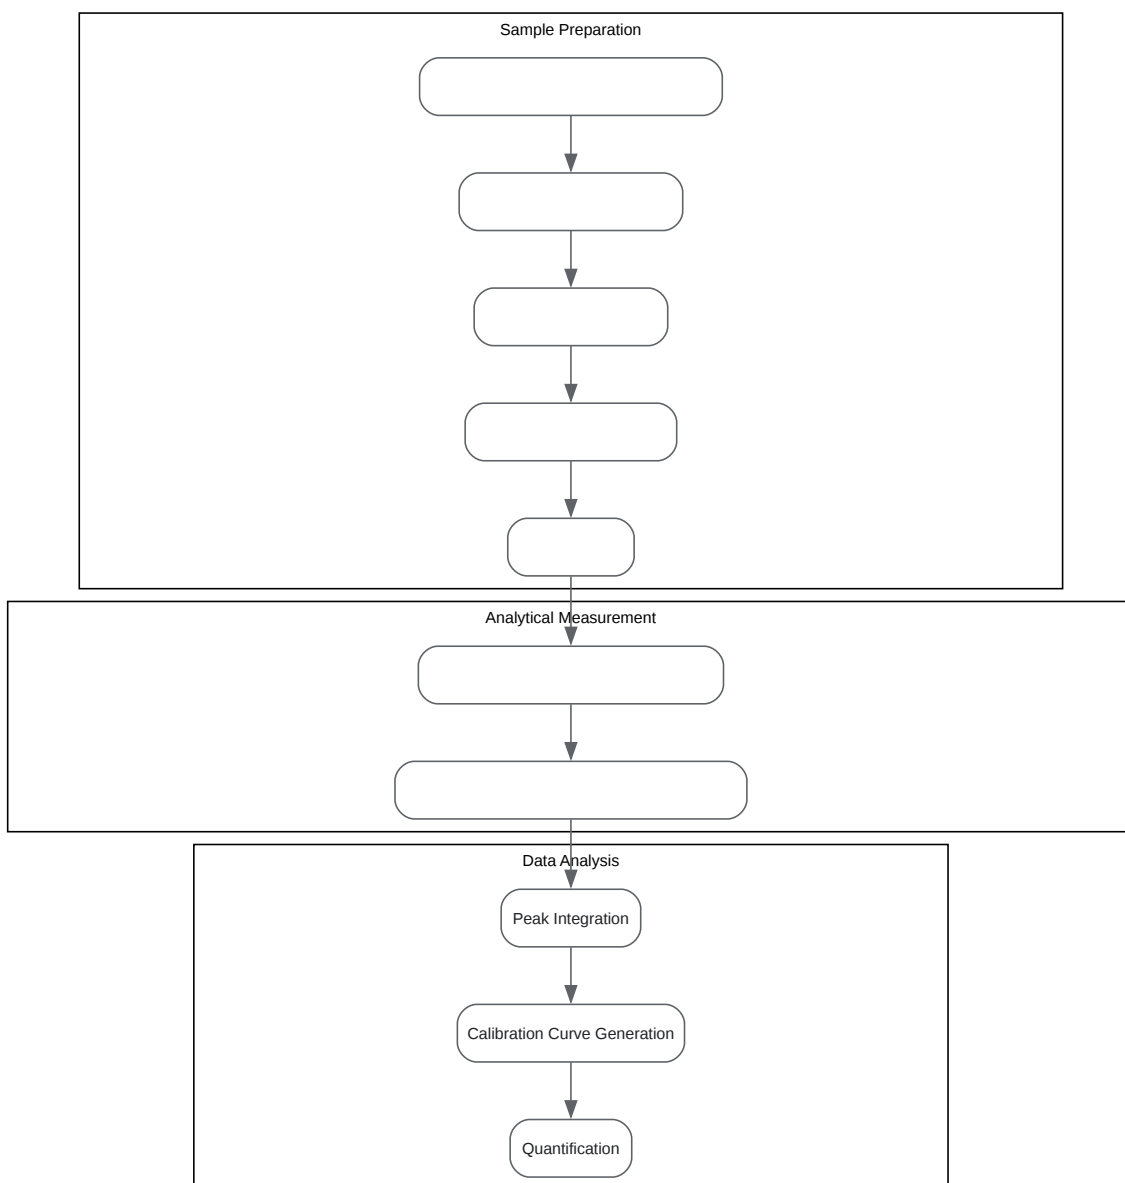 Sample Preparation
Analytical Measurement
Data Analysis
Peak Integration
Calibration Curve Generation
Quantification